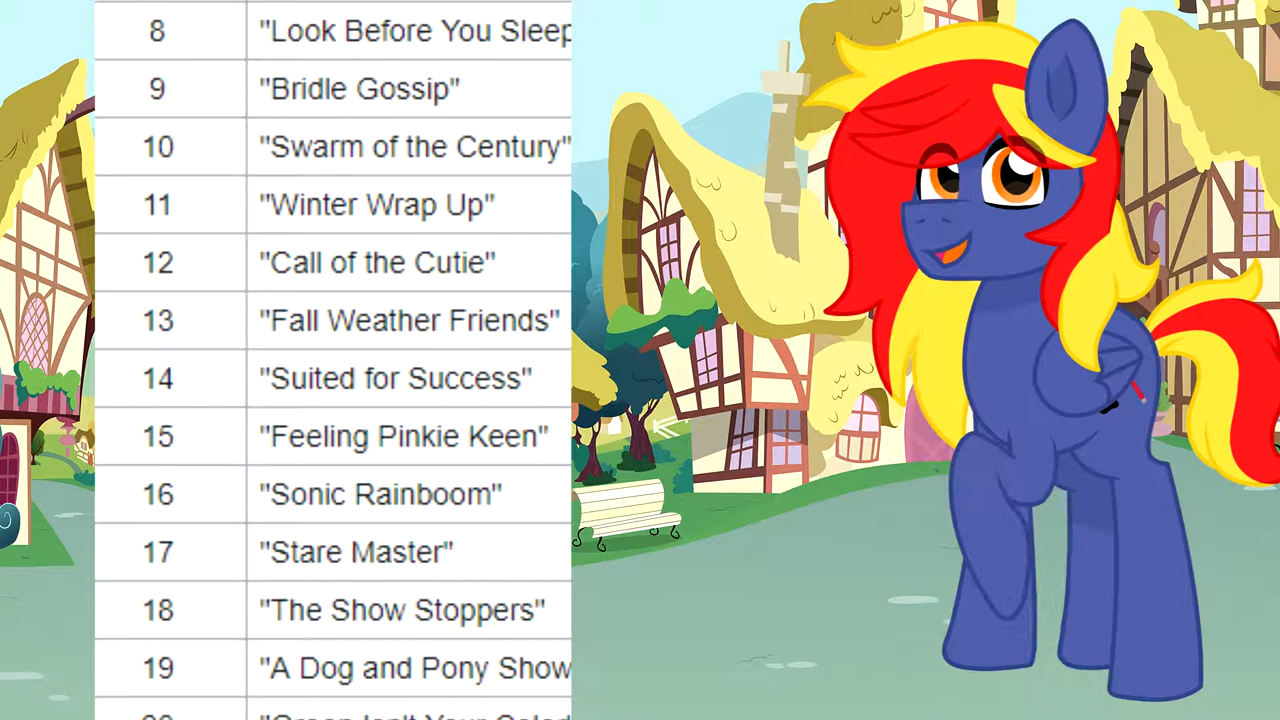 8 "Look Before You Sleep
9 "Bridle Gossip"
10 "Swarm of the Century"
11 "Winter Wrap Up"
12 "Call of the Cutie"
13 "Fall Weather Friends"
14 "Suited for Success"
15 "Feeling Pinkie Keen"
16 "Sonic Rainboom"
17 "Stare Master"
18 "The Show Stoppers"
19 "A Dog and Pony Show